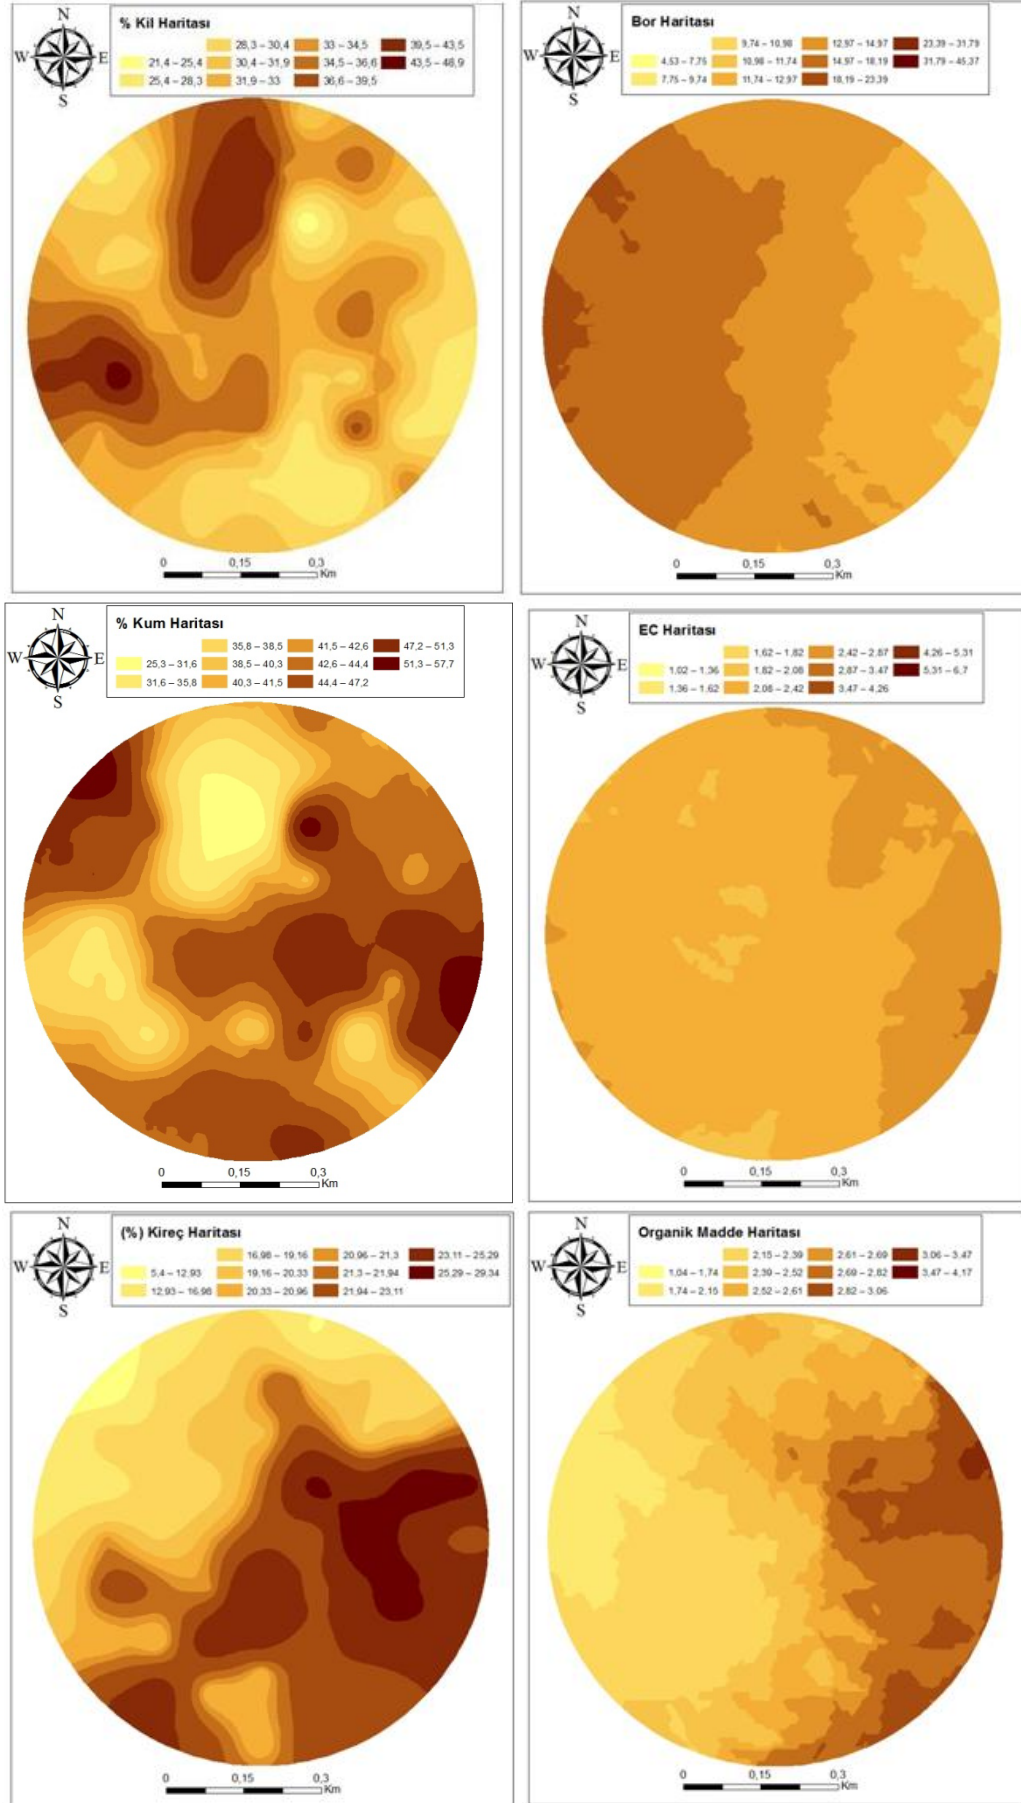 N
W E
S
% Kil Haritası
28,3 – 30,4 33 – 34,5 39,5 – 43,5
21,4 – 25,4 30,4 – 31,9 34,5 – 36,6 43,5 – 48,9
25,4 – 28,3 31,9 – 33 36,6 – 39,5
0 0,15 0,3
Km
N
W E
S
Bor Haritası
9,74 – 10,98 12,97 – 14,97 23,39 – 31,79
4,53 – 7,75 10,98 – 11,74 14,97 – 18,19 31,79 – 45,37
7,75 – 9,74 11,74 – 12,97 18,19 – 23,39
0 0,15 0,3
Km
N
W E
S
% Kum Haritası
35,8 – 38,5 41,5 – 42,6 47,2 – 51,3
25,3 – 31,6 38,5 – 40,3 42,6 – 44,4 51,3 – 57,7
31,6 – 35,8 40,3 – 41,5 44,4 – 47,2
0 0,15 0,3
Km
N
W E
S
EC Haritası
1,62 – 1,82 2,42 – 2,87 4,26 – 5,31
1,02 – 1,36 1,82 – 2,08 2,87 – 3,47 5,31 – 6,7
1,36 – 1,62 2,08 – 2,42 3,47 – 4,26
0 0,15 0,3
Km
N
W E
S
(%) Kireç Haritası
16,98 – 19,16 20,96 – 21,3 23,11 – 25,29
5,4 – 12,93 19,16 – 20,33 21,3 – 21,94 25,29 – 29,34
12,93 – 16,98 20,33 – 20,96 21,94 – 23,11
0 0,15 0,3
Km
N
W E
S
Organik Madde Haritası
2,15 – 2,39 2,61 – 2,69 3,06 – 3,47
1,04 – 1,74 2,39 – 2,52 2,69 – 2,82 3,47 – 4,17
1,74 – 2,15 2,52 – 2,61 2,82 – 3,06
0 0,15 0,3
Km